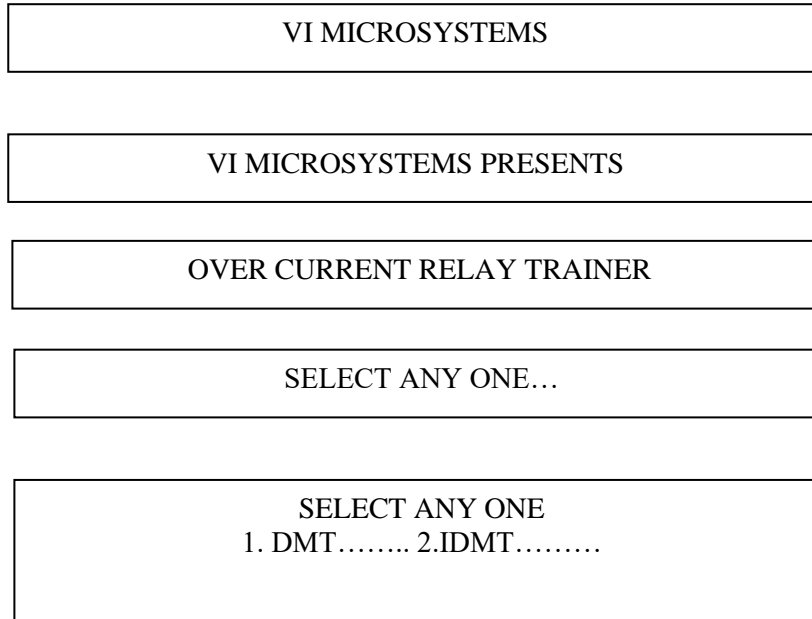 VI MICROSYSTEMS
VI MICROSYSTEMS PRESENTS
OVER CURRENT RELAY TRAINER
SELECT ANY ONE…
SELECT ANY ONE
1. DMT…….. 2.IDMT………